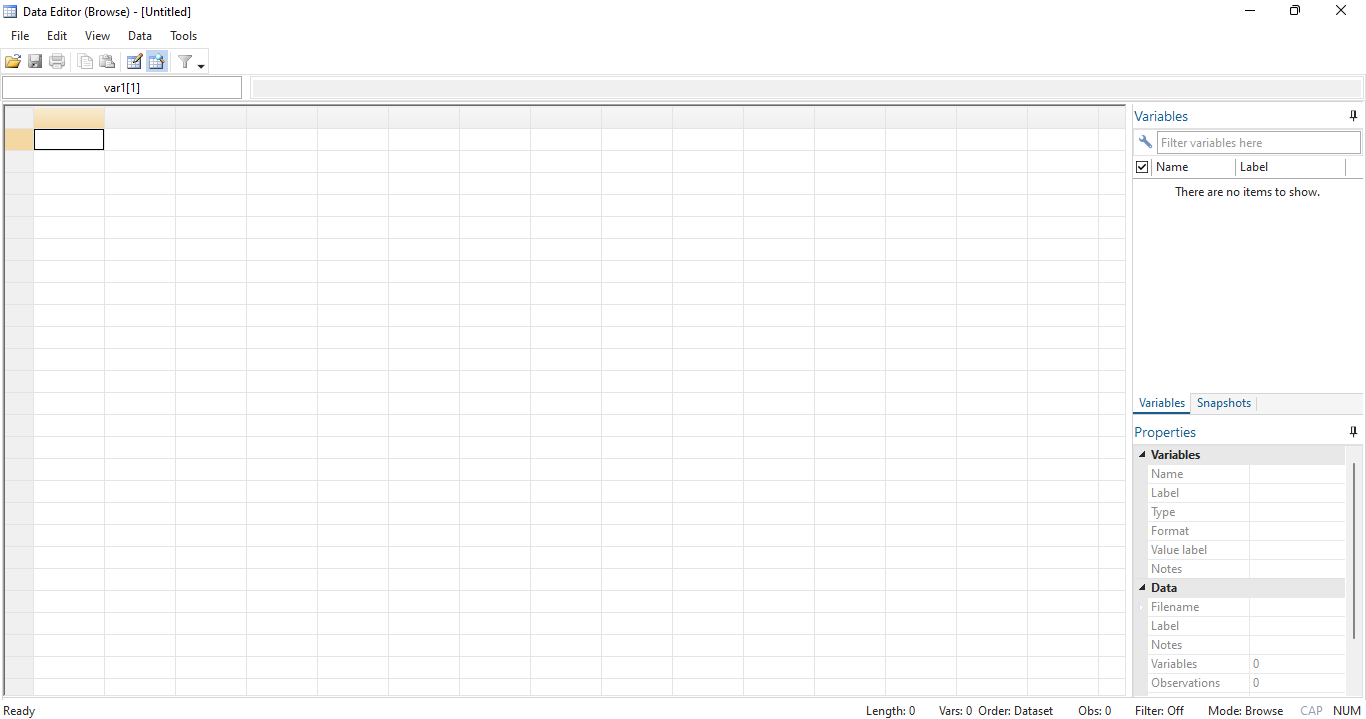 Data Editor (Browse) - [Untitled]
File Edit View Data Tools
var1[1]
Variables
Filter variables here
Name Label
There are no items to show.
Variables Snapshots
Properties
Variables
Name
Label
Type
Format
Value label
Notes
Data
Filename
Label
Notes
Variables 0
Observations 0
Ready Length: 0 Vars: 0 Order: Dataset Obs: 0 Filter: Off Mode: Browse CAP NUM